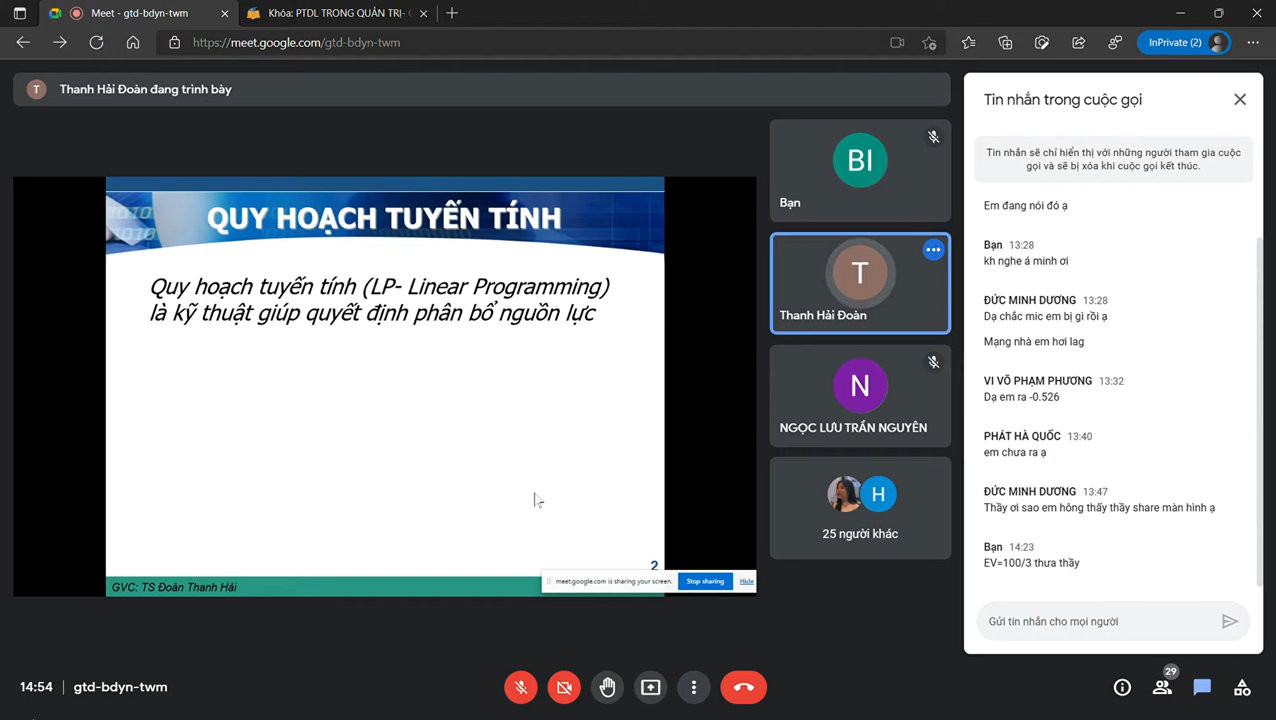 Meet - gtd-bdyn-twm
Khóa: PTDL TRONG QUẢN TRỊ-
https://meet.google.com/gtd-bdyn-twm
InPrivate (2)
T
Thanh Hải Đoàn đang trình bày
QUY HOẠCH TUYẾN TÍNH
Quy hoạch tuyến tính (LP- Linear Programming)
là kỹ thuật giúp quyết định phân bổ nguồn lực
2
GVC: TS Đoàn Thanh Hải
meet.google.com is sharing your screen.
Stop sharing
Hide
BI
Bạn
T
Thanh Hải Đoàn
N
NGỌC LƯU TRẦN NGUYÊN
H
25 người khác
Tin nhắn trong cuộc gọi
Tin nhắn sẽ chỉ hiển thị với những người tham gia cuộc
gọi và sẽ bị xóa khi cuộc gọi kết thúc.
Em đang nói đó ạ
Bạn 13:28
kh nghe á minh ơi
ĐỨC MINH DƯƠNG 13:28
Dạ chắc mic em bị gì rồi ạ
Mạng nhà em hơi lag
VI VÕ PHẠM PHƯƠNG 13:32
Dạ em ra -0.526
PHÁT HÀ QUỐC 13:40
em chưa ra ạ
ĐỨC MINH DƯƠNG 13:47
Thầy ơi sao em hông thấy thầy share màn hình ạ
Bạn 14:23
EV=100/3 thưa thầy
Gửi tin nhắn cho mọi người
14:54 | gtd-bdyn-twm
29